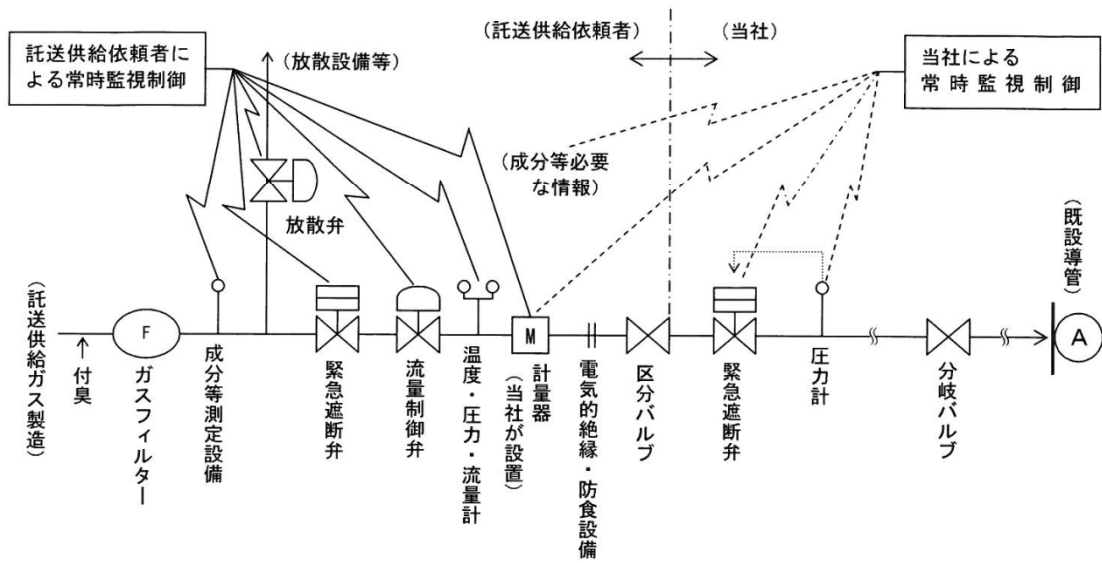 託送供給依頼者に
よる常時監視制御
(放散設備等)
(託送供給依頼者)
(当社)
当社による
常時監視制御
(成分等必要
な情報)
放散弁
(既設導管)
(託送供給ガス製造)
付臭
F
ガスフィルター
成分等測定設備
緊急遮断弁
流量制御弁
温度・圧力・流量計
M
計量器
(当社が設置)
電気的絶縁・防食設備
区分バルブ
緊急遮断弁
圧力計
分岐バルブ
A